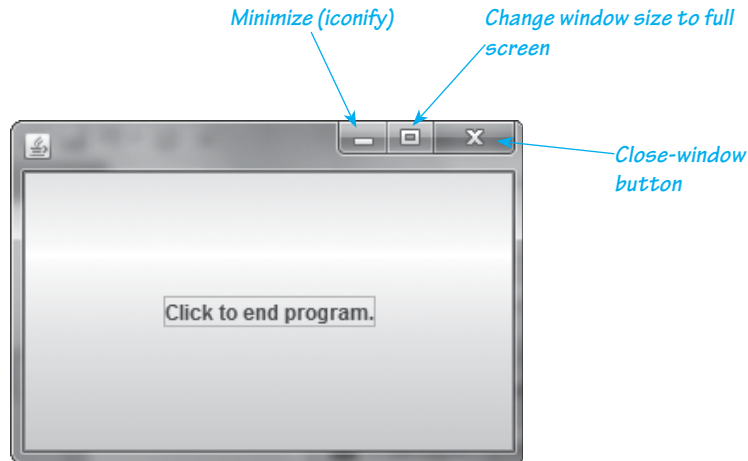 Minimize (iconify)
Change window size to full
screen
Close-window
button
Click to end program.